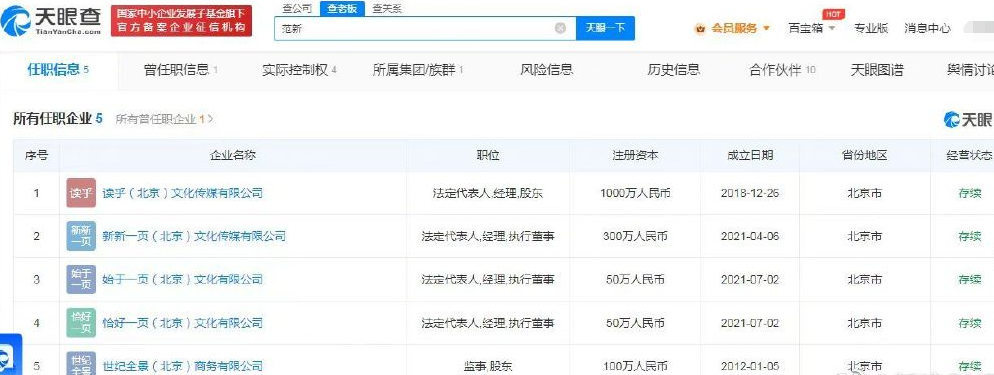 天眼查
TianYanCha.com
国家中小企业发展子基金旗下
官方备案企业征信机构
查公司 查老板 查关系
范新
天眼一下
会员服务 百宝箱 HOT 专业版 消息中心
任职信息 5 曾任职信息 1 实际控制权 4 所属集团/族群 1 风险信息 历史信息 合作伙伴 10 天眼图谱 舆情讨论
所有任职企业 5 所有曾任职企业 1 >
天眼
序号 企业名称 职位 注册资本 成立日期 省份地区 经营状态
1 读乎 读乎（北京）文化传媒有限公司 法定代表人,经理,股东 1000万人民币 2018-12-26 北京市 存续
2 新新一页 新新一页（北京）文化传媒有限公司 法定代表人,经理,执行董事 300万人民币 2021-04-06 北京市 存续
3 始于一页 始于一页（北京）文化有限公司 法定代表人,经理,执行董事 50万人民币 2021-07-02 北京市 存续
4 恰好一页 恰好一页（北京）文化有限公司 法定代表人,经理,执行董事 50万人民币 2021-07-02 北京市 存续
5 世纪全景 世纪全景（北京）商务有限公司 监事,股东 100万人民币 2012-01-05 北京市 存续